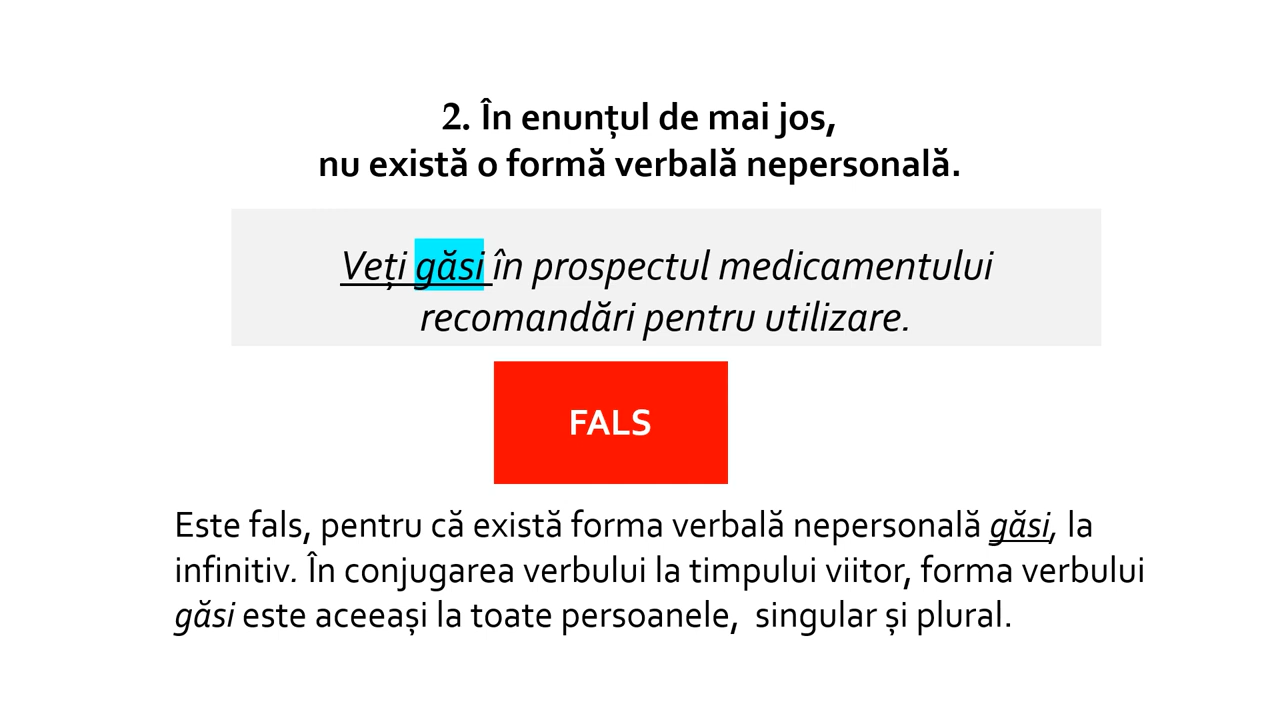 2. În enunțul de mai jos,
nu există o formă verbală nepersonală.
Veți găsi în prospectul medicamentului
recomandări pentru utilizare.
FALS
Este fals, pentru că există forma verbală nepersonală găsi, la
infinitiv. În conjugarea verbului la timpului viitor, forma verbului
găsi este aceeași la toate persoanele, singular și plural.